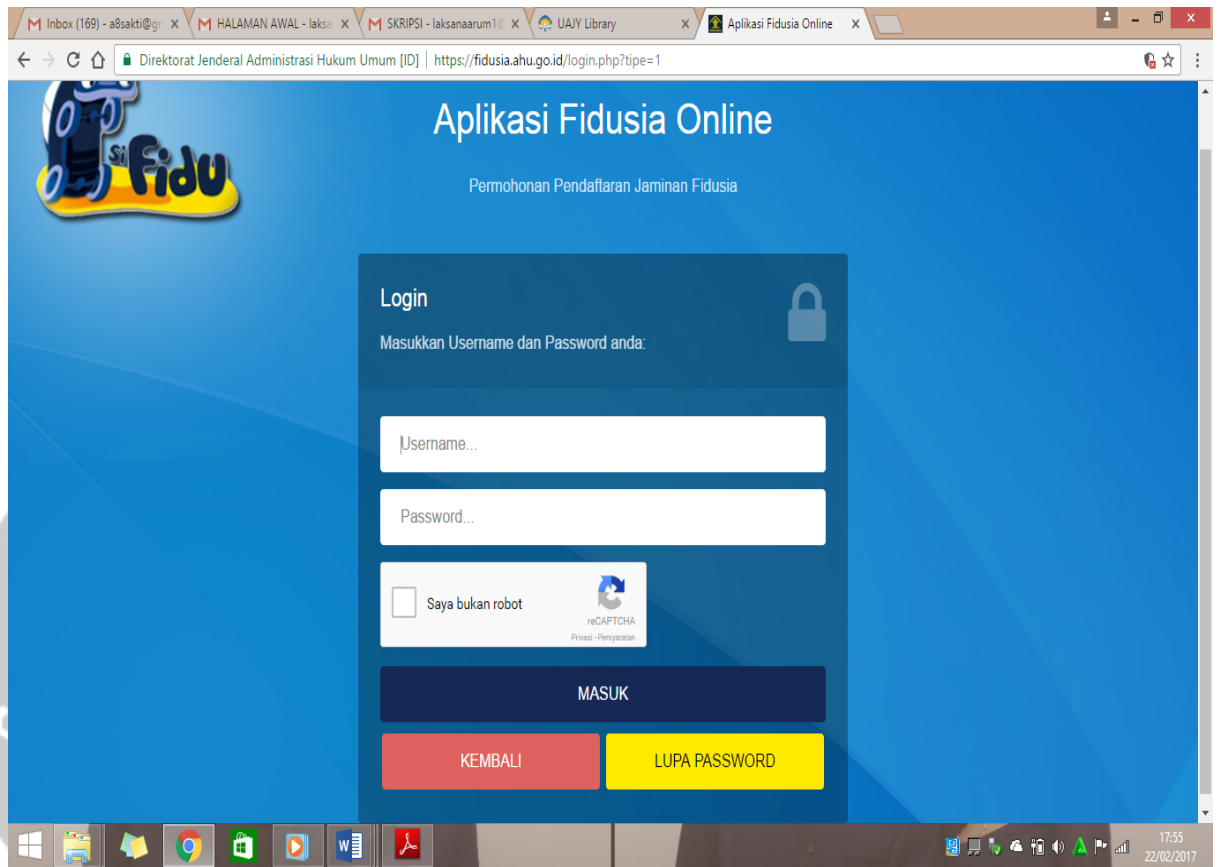 Inbox (169) - a8sakti@gm
HALAMAN AWAL - laksa
SKRIPSI - laksanaarum1@
UAJY Library
Aplikasi Fidusia Online
Direktorat Jenderal Administrasi Hukum Umum [ID] https://fidusia.ahu.go.id/login.php?tipe=1
Si Fidu
Aplikasi Fidusia Online
Permohonan Pendaftaran Jaminan Fidusia
Login
Masukkan Username dan Password anda:
Username...
Password...
Saya bukan robot
reCAPTCHA
Privasi - Persyaratan
MASUK
KEMBALI
LUPA PASSWORD
17:55
22/02/2017